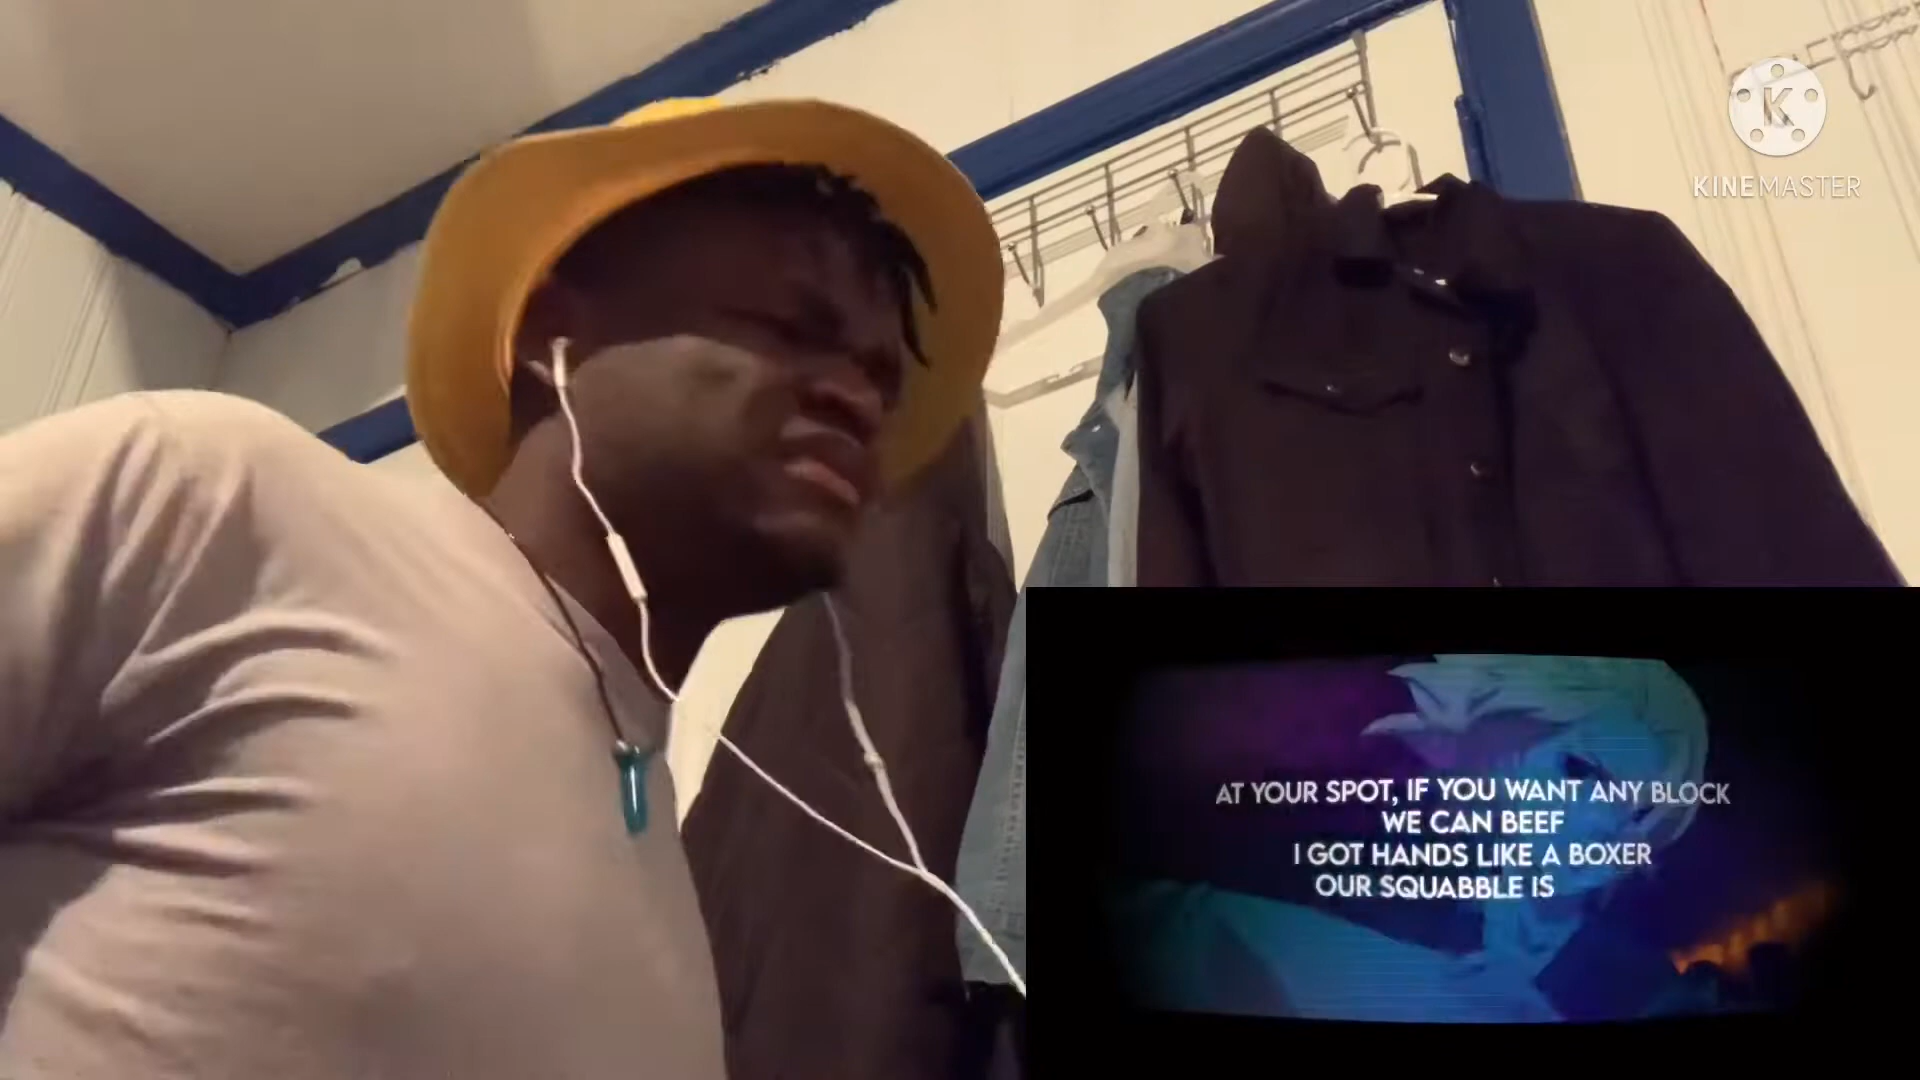 K
KINEMASTER
AT YOUR SPOT, IF YOU WANT ANY BLOCK
WE CAN BEEF
I GOT HANDS LIKE A BOXER
OUR SQUABBLE IS